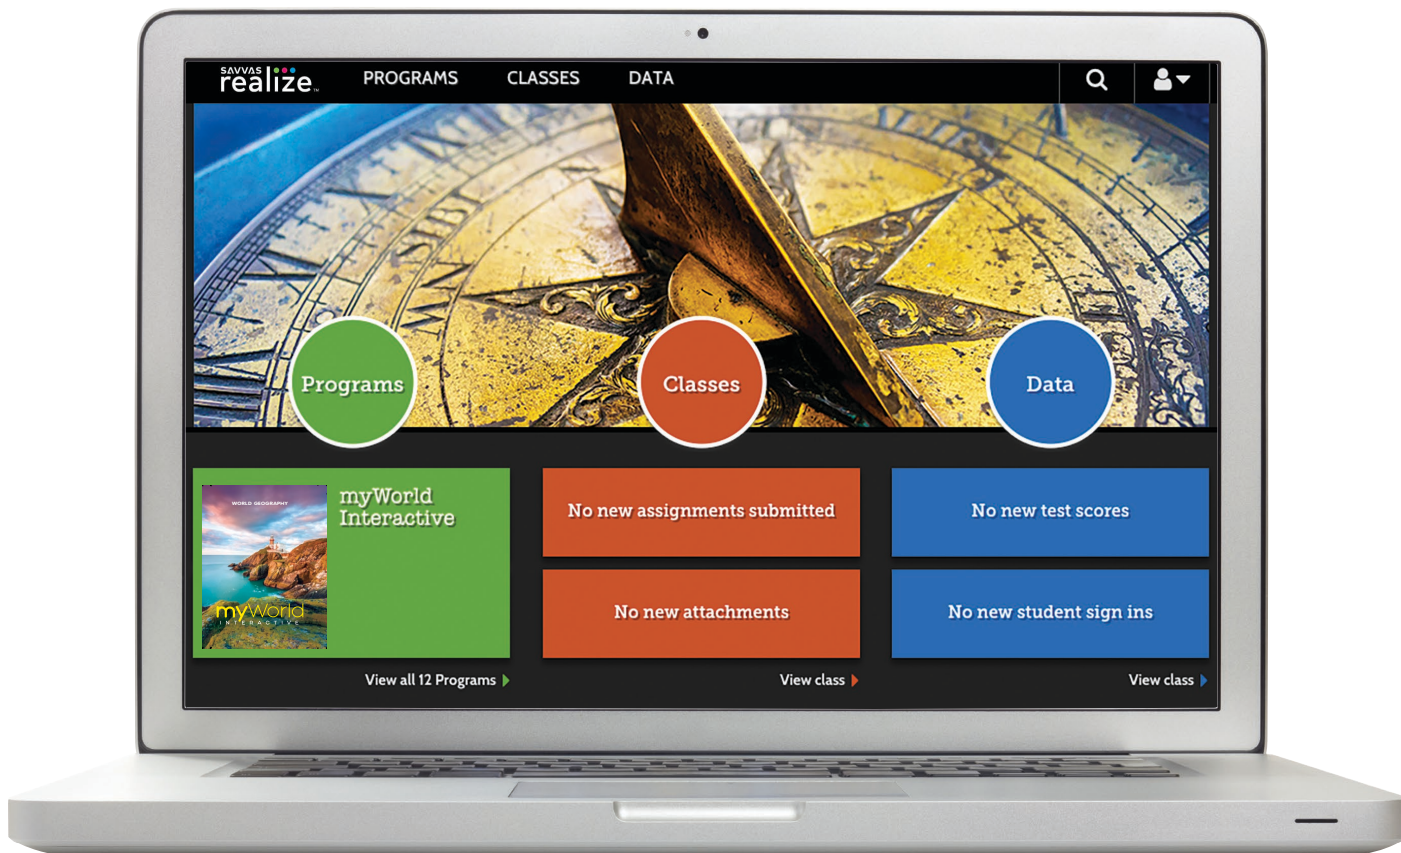 SAVVAS
realize™
PROGRAMS
CLASSES
DATA
Programs
Classes
Data
WORLD GEOGRAPHY
myWorld
INTERACTIVE
myWorld
Interactive
View all 12 Programs
No new assignments submitted
No new attachments
View class
No new test scores
No new student sign ins
View class